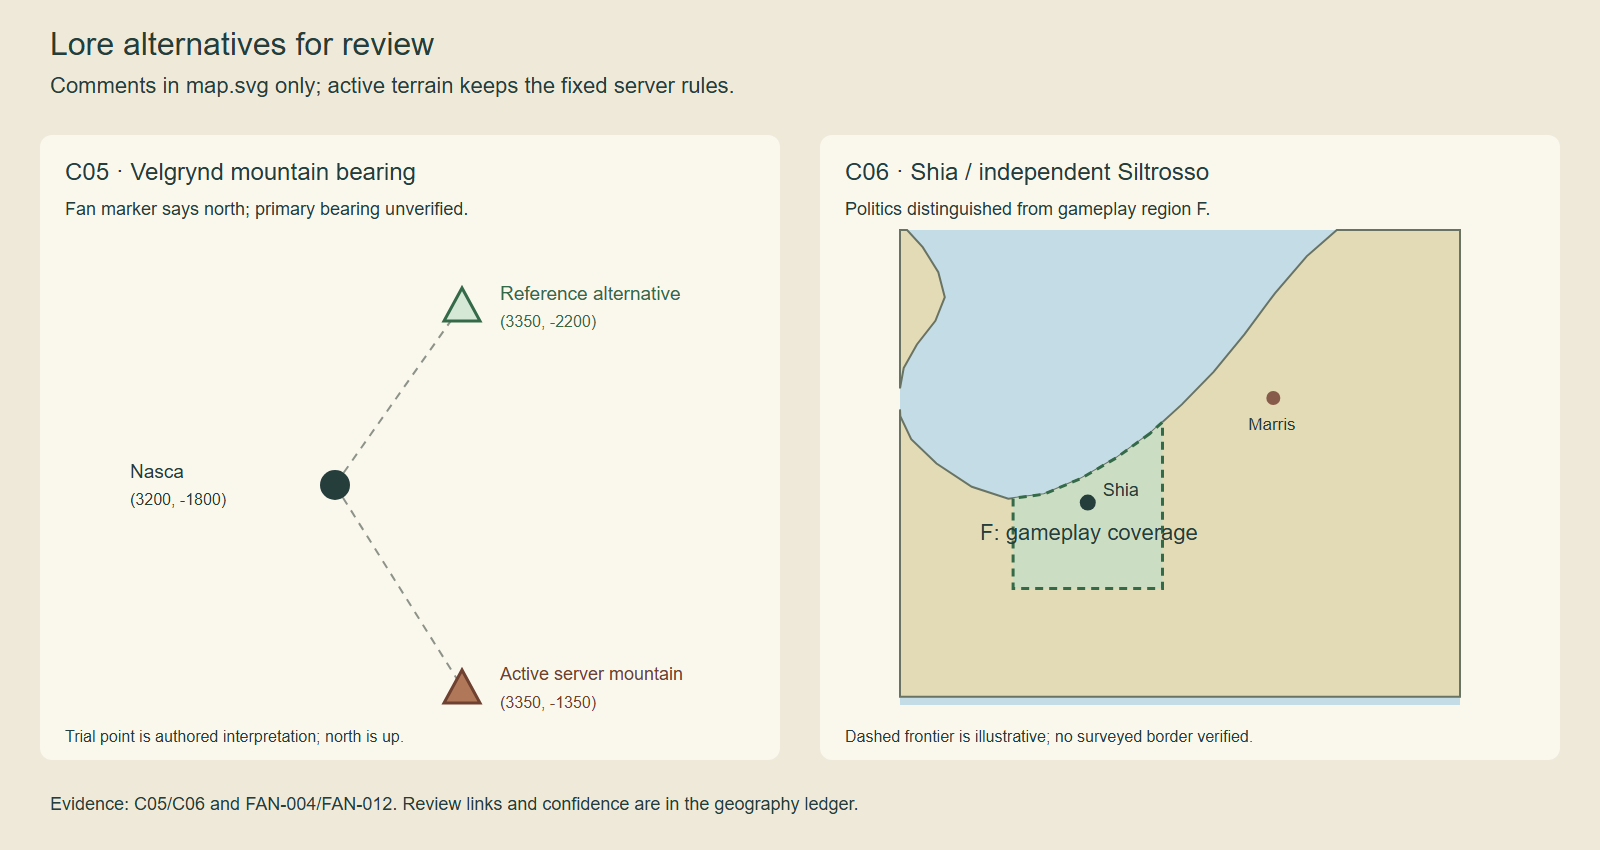 Lore alternatives for review
Comments in map.svg only; active terrain keeps the fixed server rules.
C05 · Velgrynd mountain bearing
Fan marker says north; primary bearing unverified.
Reference alternative
(3350, -2200)
Nasca
(3200, -1800)
Active server mountain
(3350, -1350)
Trial point is authored interpretation; north is up.
C06 · Shia / independent Siltrosso
Politics distinguished from gameplay region F.
Marris
Shia
F: gameplay coverage
Dashed frontier is illustrative; no surveyed border verified.
Evidence: C05/C06 and FAN-004/FAN-012. Review links and confidence are in the geography ledger.